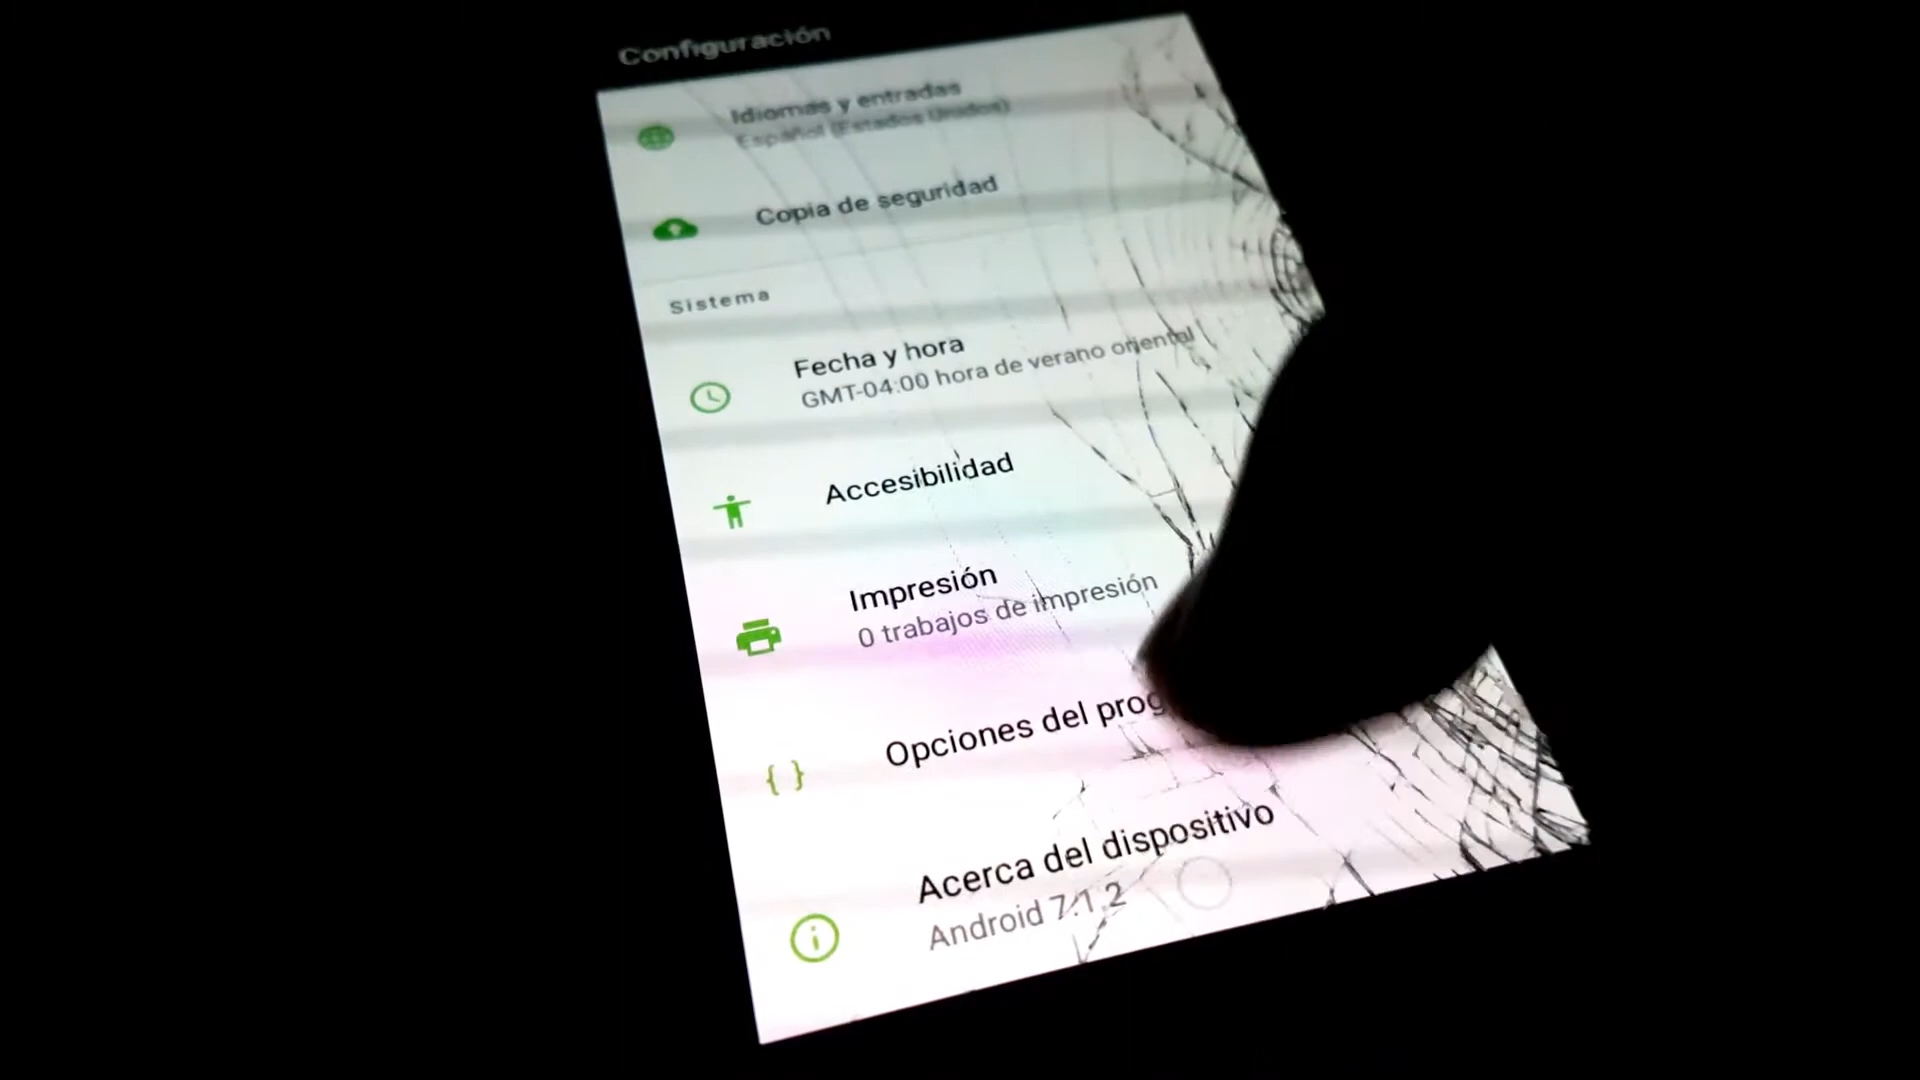 Configuración
Idiomas y entradas
Español (Estados Unidos)
Copia de seguridad
Sistema
Fecha y hora
GMT-04:00 hora de verano oriental
Accesibilidad
Impresión
0 trabajos de impresión
{ }
Opciones del prog
Acerca del dispositivo
Android 7.1.2